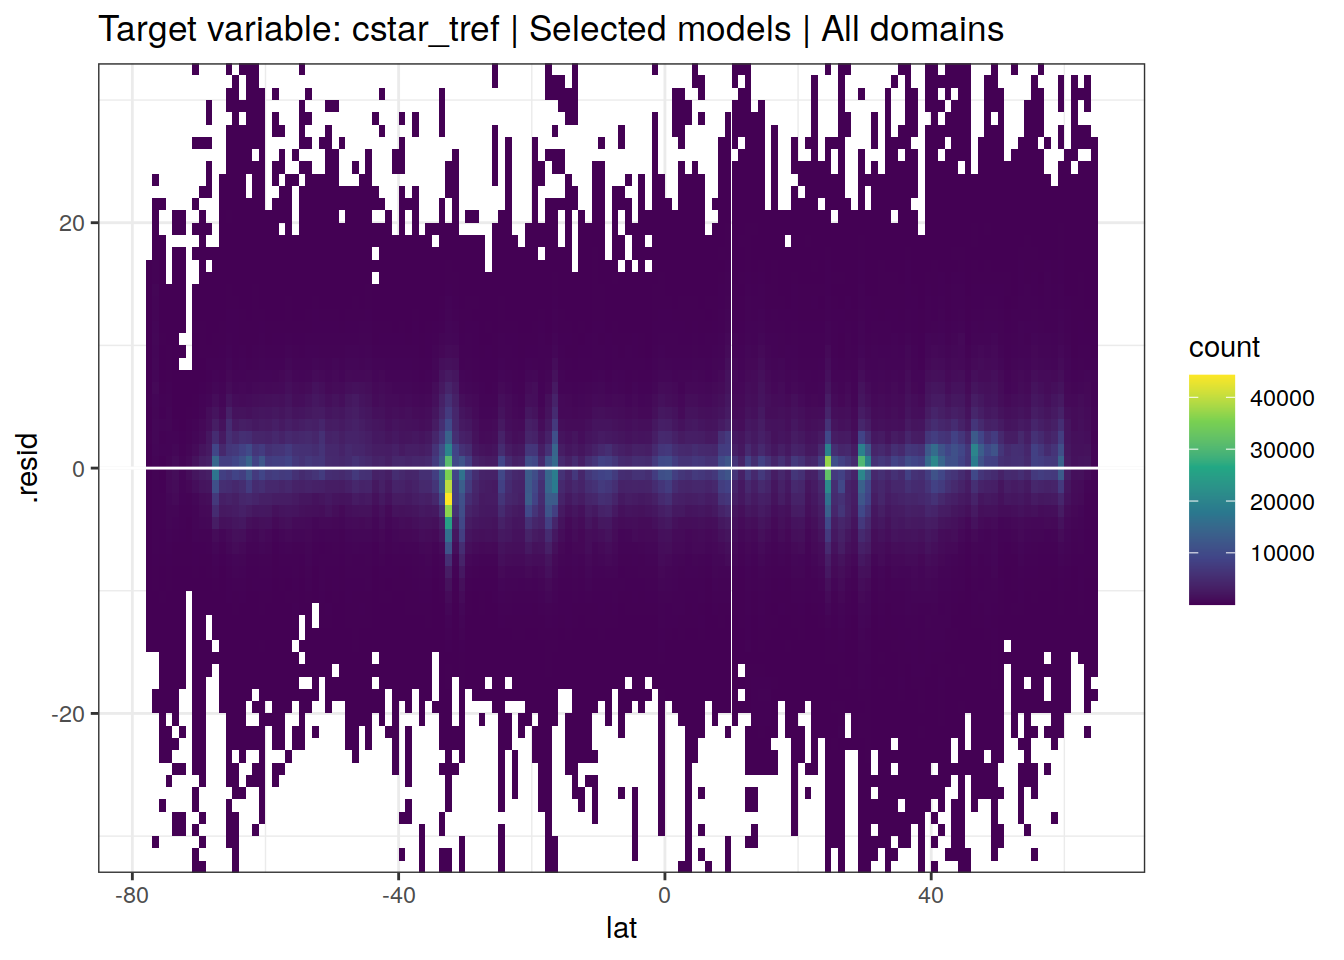 Target variable: cstar_tref | Selected models | All domains
20
0
-20
.resid
-80
-40
0
40
lat
count
40000
30000
20000
10000